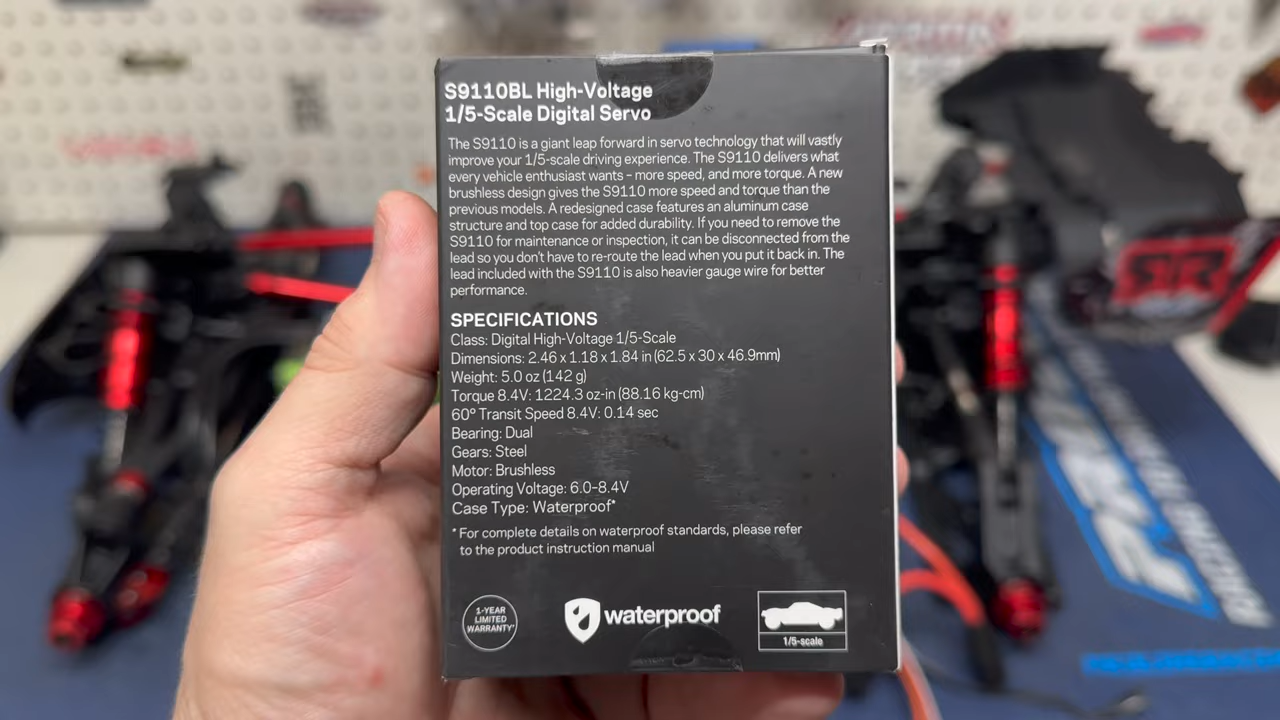 S9110BL High-Voltage
1/5-Scale Digital Servo
The S9110 is a giant leap forward in servo technology that will vastly
improve your 1/5-scale driving experience. The S9110 delivers what
every vehicle enthusiast wants – more speed, and more torque. A new
brushless design gives the S9110 more speed and torque than the
previous models. A redesigned case features an aluminum case
structure and top case for added durability. If you need to remove the
S9110 for maintenance or inspection, it can be disconnected from the
lead so you don't have to re-route the lead when you put it back in. The
lead included with the S9110 is also heavier gauge wire for better
performance.
SPECIFICATIONS
Class: Digital High-Voltage 1/5-Scale
Dimensions: 2.46 x 1.18 x 1.84 in (62.5 x 30 x 46.9mm)
Weight: 5.0 oz (142 g)
Torque 8.4V: 1224.3 oz-in (88.16 kg-cm)
60º Transit Speed 8.4V: 0.14 sec
Bearing: Dual
Gears: Steel
Motor: Brushless
Operating Voltage: 6.0–8.4V
Case Type: Waterproof*
* For complete details on waterproof standards, please refer
to the product instruction manual
1-YEAR
LIMITED
WARRANTY*
waterproof
1/5-scale